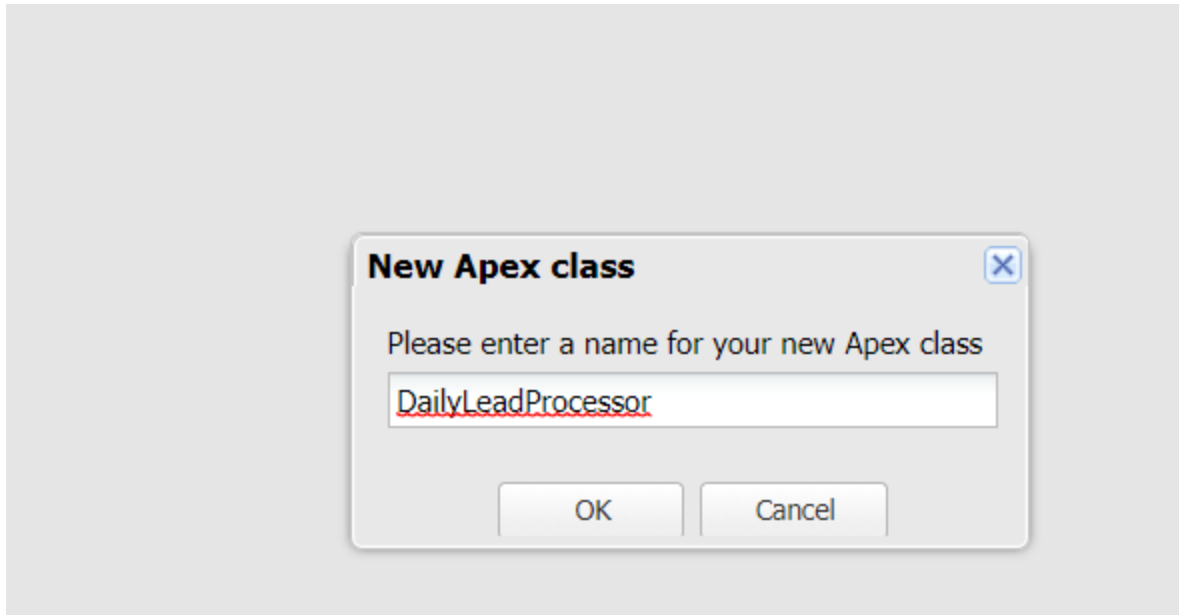 New Apex class
Please enter a name for your new Apex class
DailyLeadProcessor
OK
Cancel